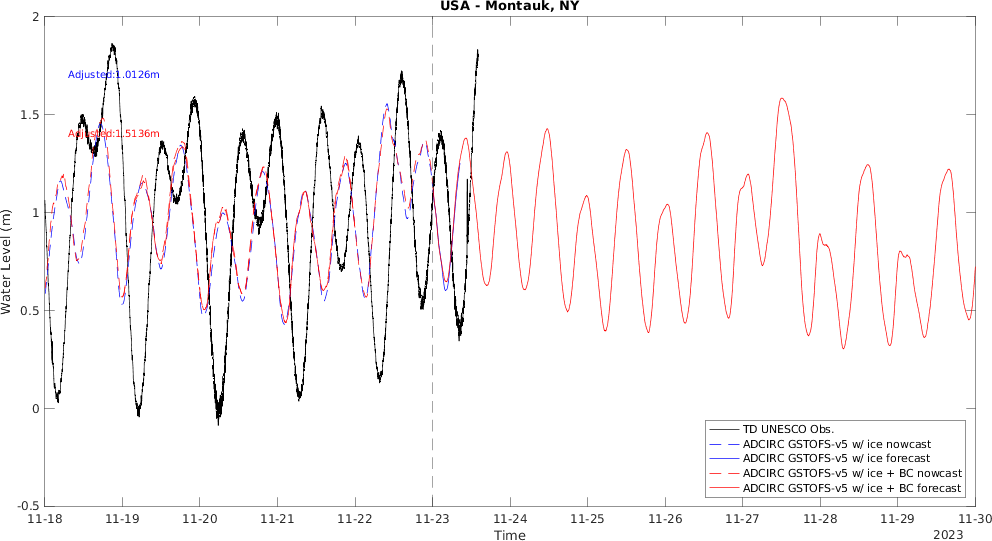 USA - Montauk, NY
Water Level (m)
2
1.5
1
0.5
0
-0.5
Adjusted:1.0126m
Adjusted:1.5136m
TD UNESCO Obs.
ADCIRC GSTOFS-v5 w/ ice nowcast
ADCIRC GSTOFS-v5 w/ ice forecast
ADCIRC GSTOFS-v5 w/ ice + BC nowcast
ADCIRC GSTOFS-v5 w/ ice + BC forecast
11-18 11-19 11-20 11-21 11-22 11-23 11-24 11-25 11-26 11-27 11-28 11-29 11-30
Time
2023